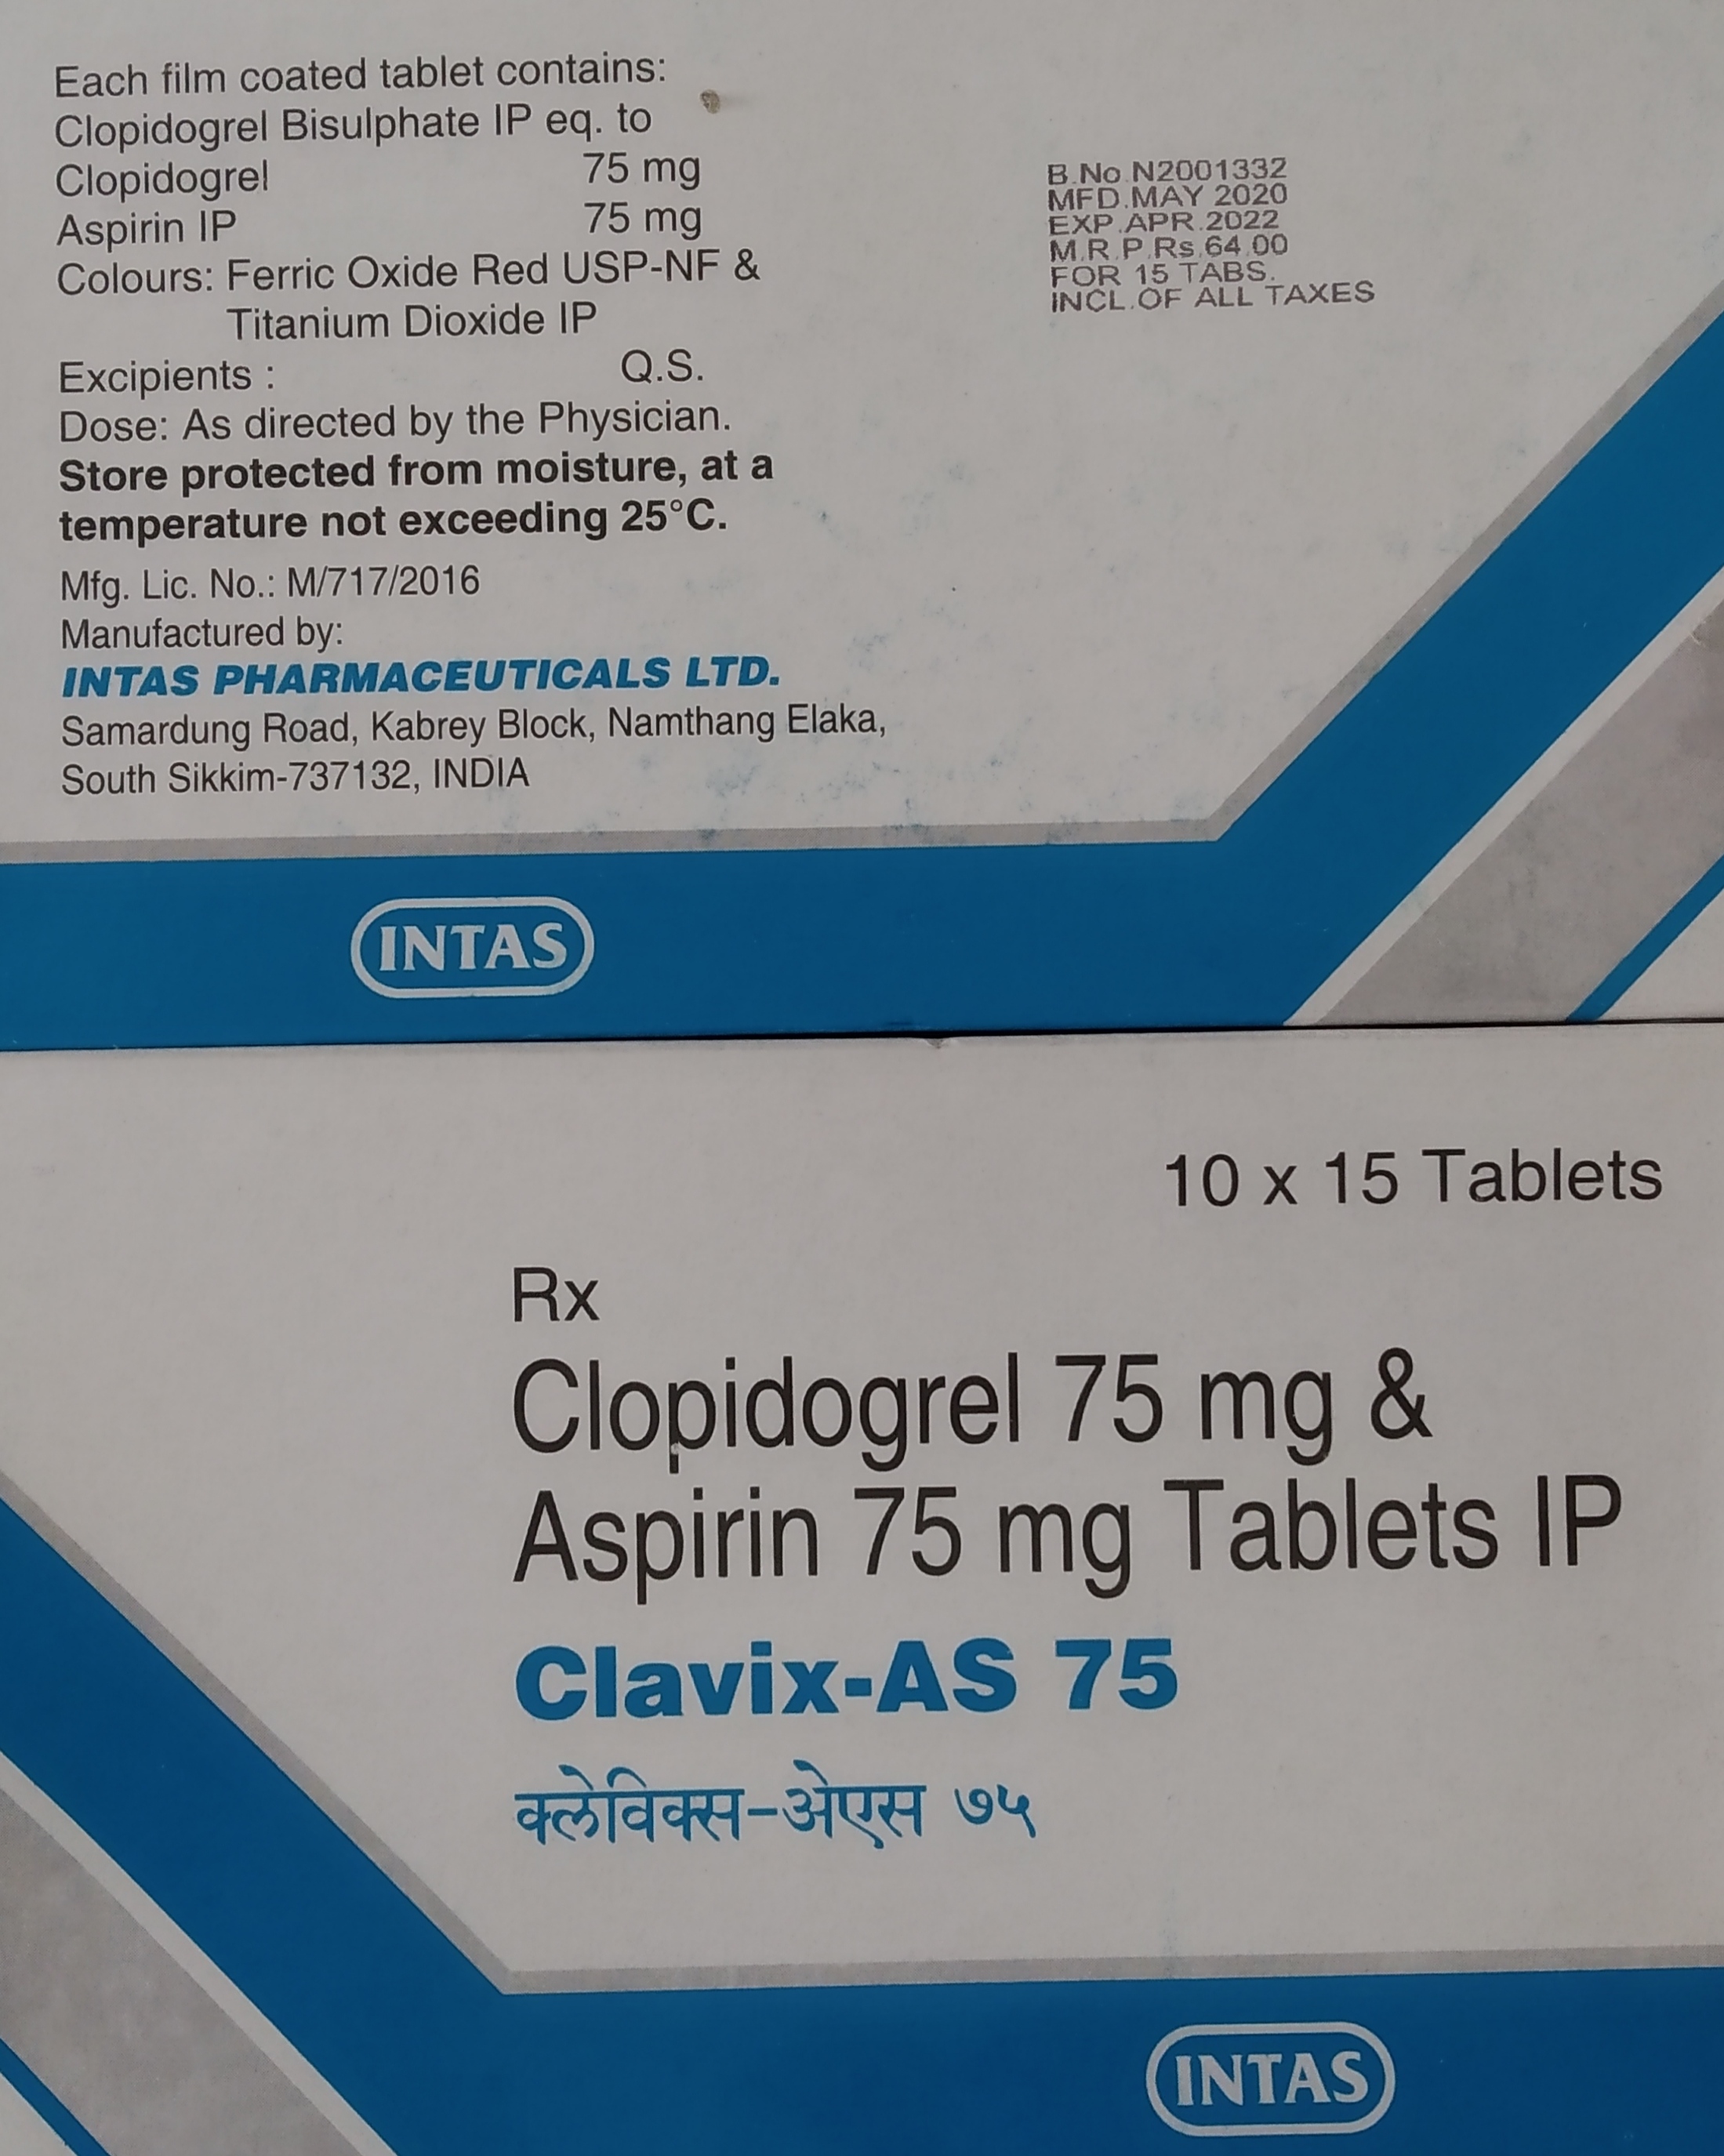 Each film coated tablet contains:
Clopidogrel Bisulphate IP eq. to
Clopidogrel 75 mg
Aspirin IP 75 mg
Colours: Ferric Oxide Red USP-NF &
Titanium Dioxide IP
Excipients : Q.S.
Dose: As directed by the Physician.
Store protected from moisture, at a
temperature not exceeding 25°C.
Mfg. Lic. No.: M/717/2016
Manufactured by:
INTAS PHARMACEUTICALS LTD.
Samardung Road, Kabrey Block, Namthang Elaka,
South Sikkim-737132, INDIA
B.No.N2001332
MFD.MAY 2020
EXP.APR.2022
M.R.P.Rs.64.00
FOR 15 TABS.
INCL.OF ALL TAXES
INTAS
10 x 15 Tablets
Rx
Clopidogrel 75 mg &
Aspirin 75 mg Tablets IP
Clavix-AS 75
क्लेविक्स-अेएस ७५
INTAS